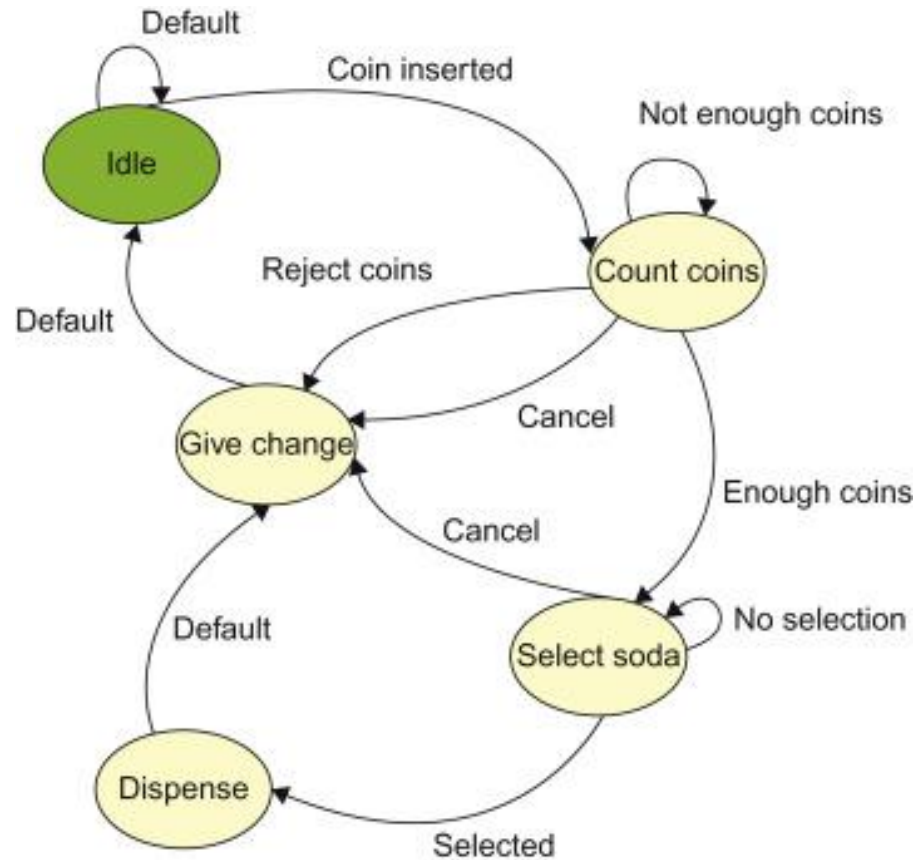 Default
Coin inserted
Not enough coins
Idle
Reject coins
Count coins
Default
Cancel
Give change
Enough coins
Cancel
No selection
Default
Select soda
Dispense
Selected